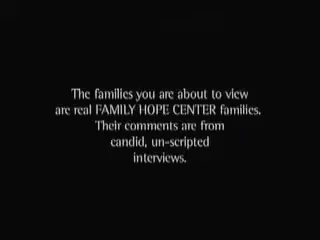 The families you are about to view
are real FAMILY HOPE CENTER families.
Their comments are from
candid, un-scripted
interviews.